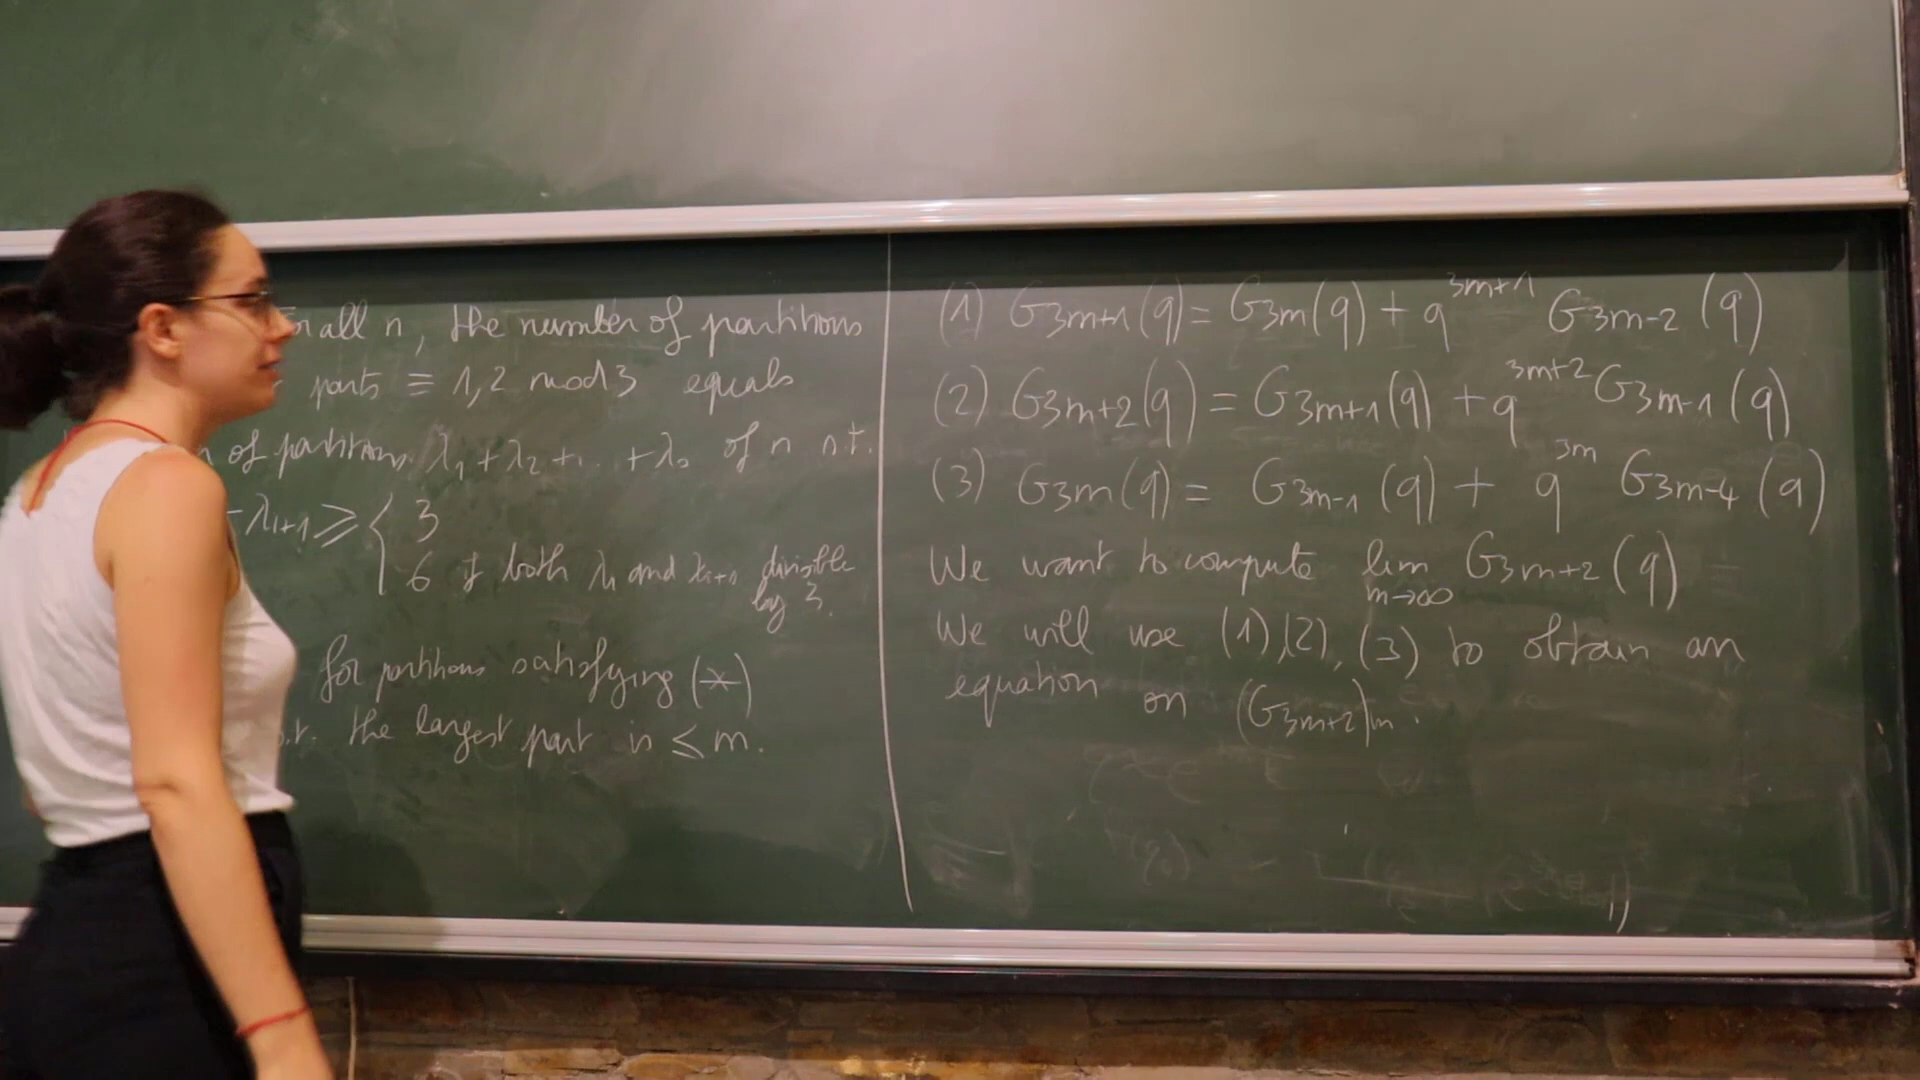 all n, the number of partitions
parts ≡ 1,2 mod 3 equals
of partitions λ1+λ2+...+λs of n s.t.
-λi+1 ≥ { 3
6 if both λi and λi+1 divisible
by 3.
for partitions satisfying (*)
s.t. the largest part is ≤ m.
(1) G3m+1(q) = G3m(q) + q^3m+1 G3m-2 (q)
(2) G3m+2(q) = G3m+1(q) + q^3m+2 G3m-1(q)
(3) G3m(q) = G3m-1(q) + q^3m G3m-4(q)
We want to compute lim m→∞ G3m+2(q) =
We will use (1),(2),(3) to obtain an
equation on (G3m+2)m.